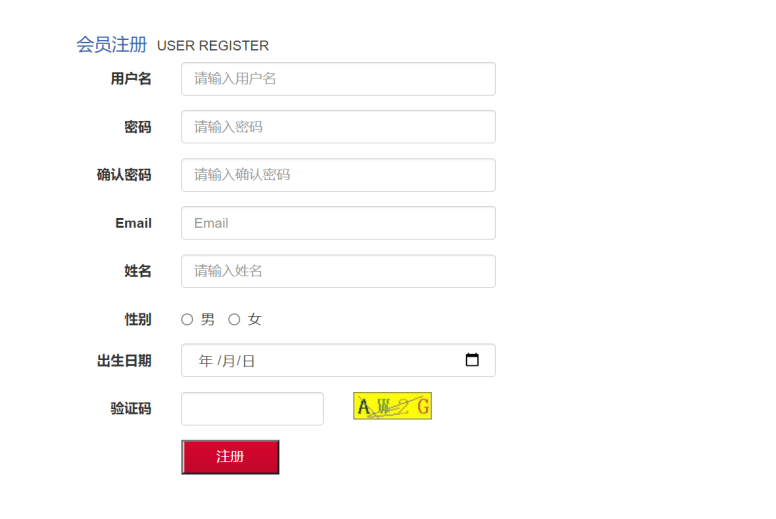 会员注册 USER REGISTER
用户名 请输入用户名
密码 请输入密码
确认密码 请输入确认密码
Email Email
姓名 请输入姓名
性别 男 女
出生日期 年 /月/日
验证码 AW2G
注册